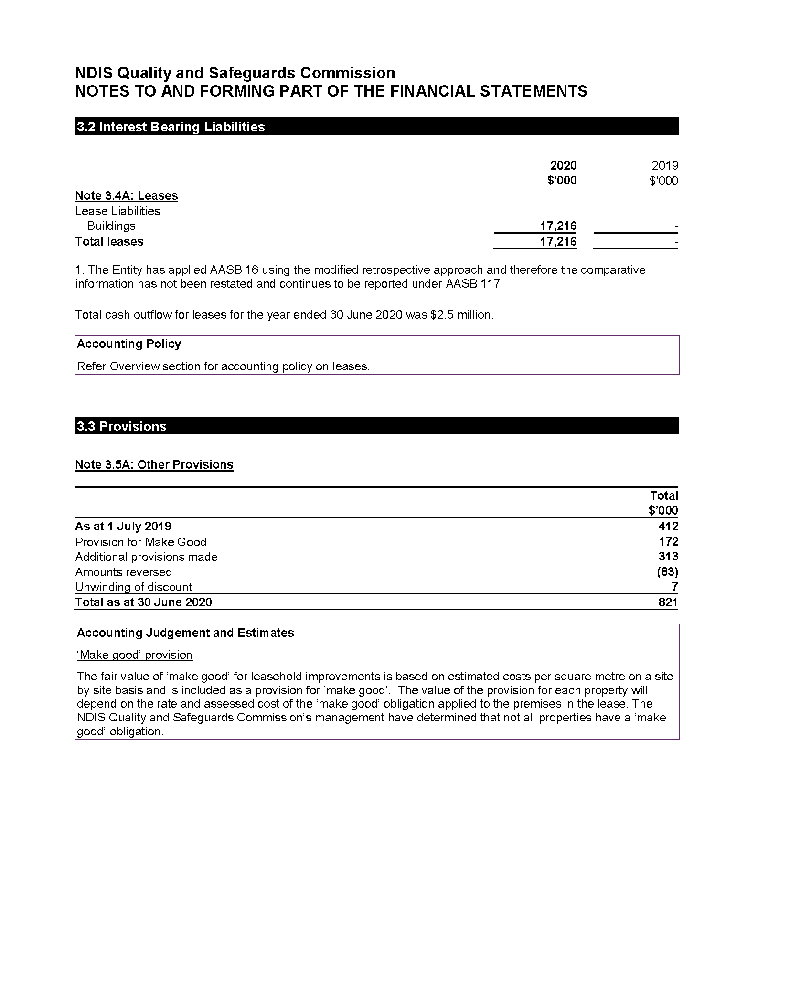 NDIS Quality and Safeguards Commission
NOTES TO AND FORMING PART OF THE FINANCIAL STATEMENTS
3.2 Interest Bearing Liabilities
2020 2019
$'000 $'000
Note 3.4A: Leases
Lease Liabilities
Buildings 17,216 -
Total leases 17,216 -
1. The Entity has applied AASB 16 using the modified retrospective approach and therefore the comparative
information has not been restated and continues to be reported under AASB 117.
Total cash outflow for leases for the year ended 30 June 2020 was $2.5 million.
Accounting Policy
Refer Overview section for accounting policy on leases.
3.3 Provisions
Note 3.5A: Other Provisions
Total
$’000
As at 1 July 2019 412
Provision for Make Good 172
Additional provisions made 313
Amounts reversed (83)
Unwinding of discount 7
Total as at 30 June 2020 821
Accounting Judgement and Estimates
‘Make good’ provision
The fair value of ‘make good’ for leasehold improvements is based on estimated costs per square metre on a site
by site basis and is included as a provision for ‘make good’.  The value of the provision for each property will
depend on the rate and assessed cost of the ‘make good’ obligation applied to the premises in the lease. The
NDIS Quality and Safeguards Commission’s management have determined that not all properties have a ‘make
good’ obligation.